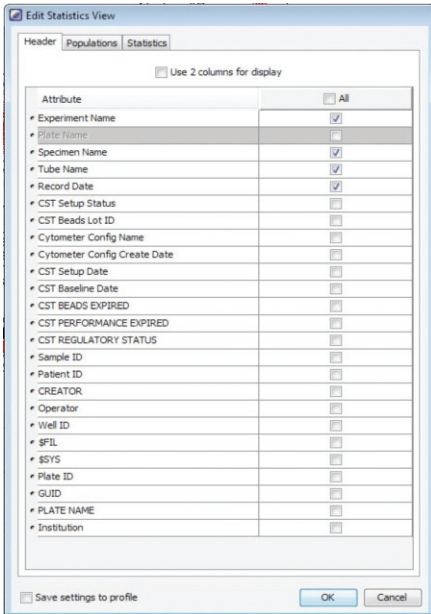 Edit Statistics View
Header Populations Statistics
Use 2 columns for display
Attribute All
Experiment Name
Plate Name
Specimen Name
Tube Name
Record Date
CST Setup Status
CST Beads Lot ID
Cytometer Config Name
Cytometer Config Create Date
CST Setup Date
CST Baseline Date
CST BEADS EXPIRED
CST PERFORMANCE EXPIRED
CST REGULATORY STATUS
Sample ID
Patient ID
CREATOR
Operator
Well ID
$FIL
$SYS
Plate ID
GUID
PLATE NAME
Institution
Save settings to profile OK Cancel